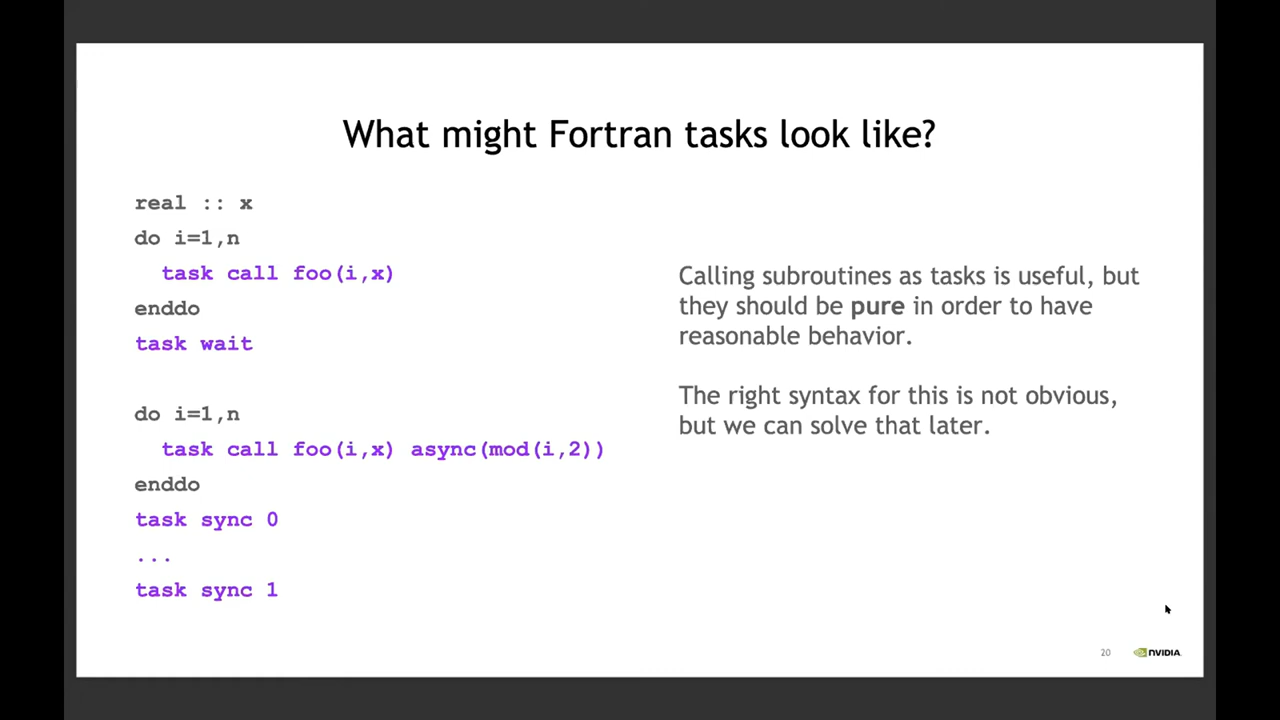 What might Fortran tasks look like?
real :: x
do i=1,n
  task call foo(i,x)
enddo
task wait
do i=1,n
  task call foo(i,x) async(mod(i,2))
enddo
task sync 0
...
task sync 1
Calling subroutines as tasks is useful, but
they should be pure in order to have
reasonable behavior.
The right syntax for this is not obvious,
but we can solve that later.
20
NVIDIA.